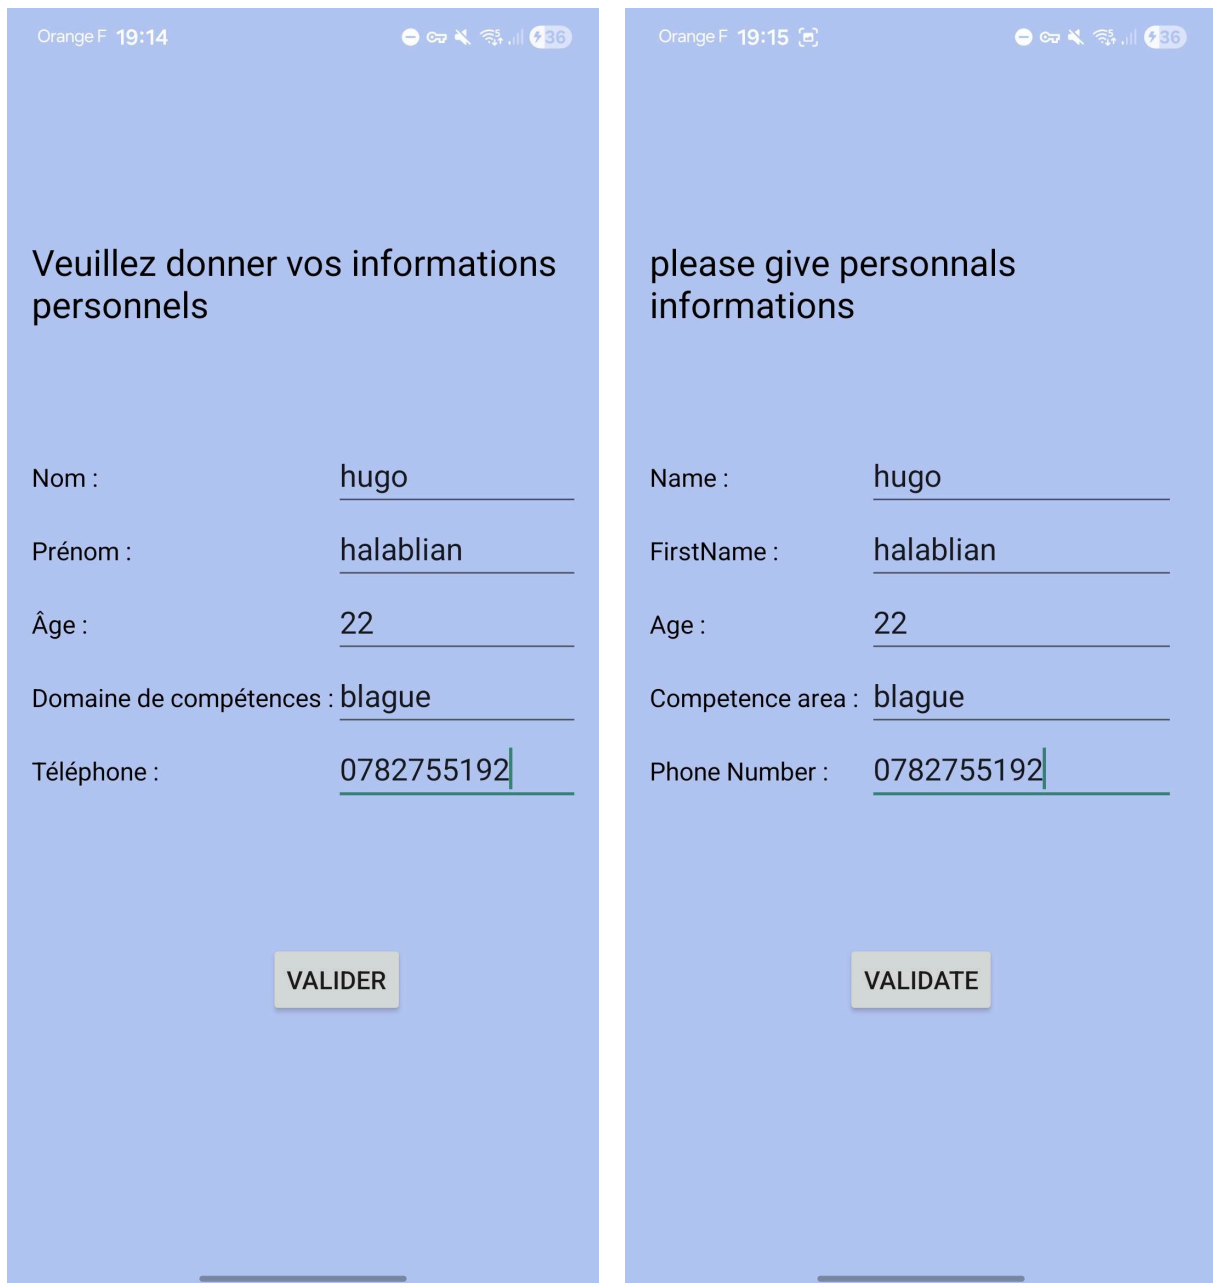 Orange F 19:14
36
Veuillez donner vos informations
personnels
Nom :
hugo
Prénom :
halablian
Âge :
22
Domaine de compétences :
blague
Téléphone :
0782755192
VALIDER
Orange F 19:15
36
please give personnals
informations
Name :
hugo
FirstName :
halablian
Age :
22
Competence area :
blague
Phone Number :
0782755192
VALIDATE